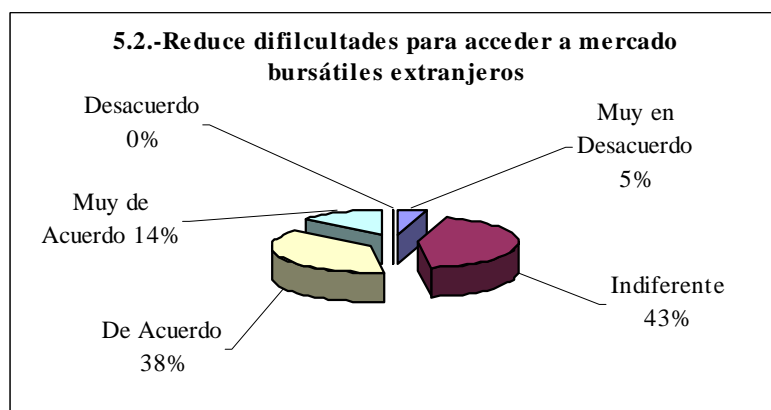 5.2.-Reduce difilcultades para acceder a mercado
bursátiles extranjeros
Desacuerdo
0%
Muy en
Desacuerdo
5%
Muy de
Acuerdo 14%
Indiferente
43%
De Acuerdo
38%